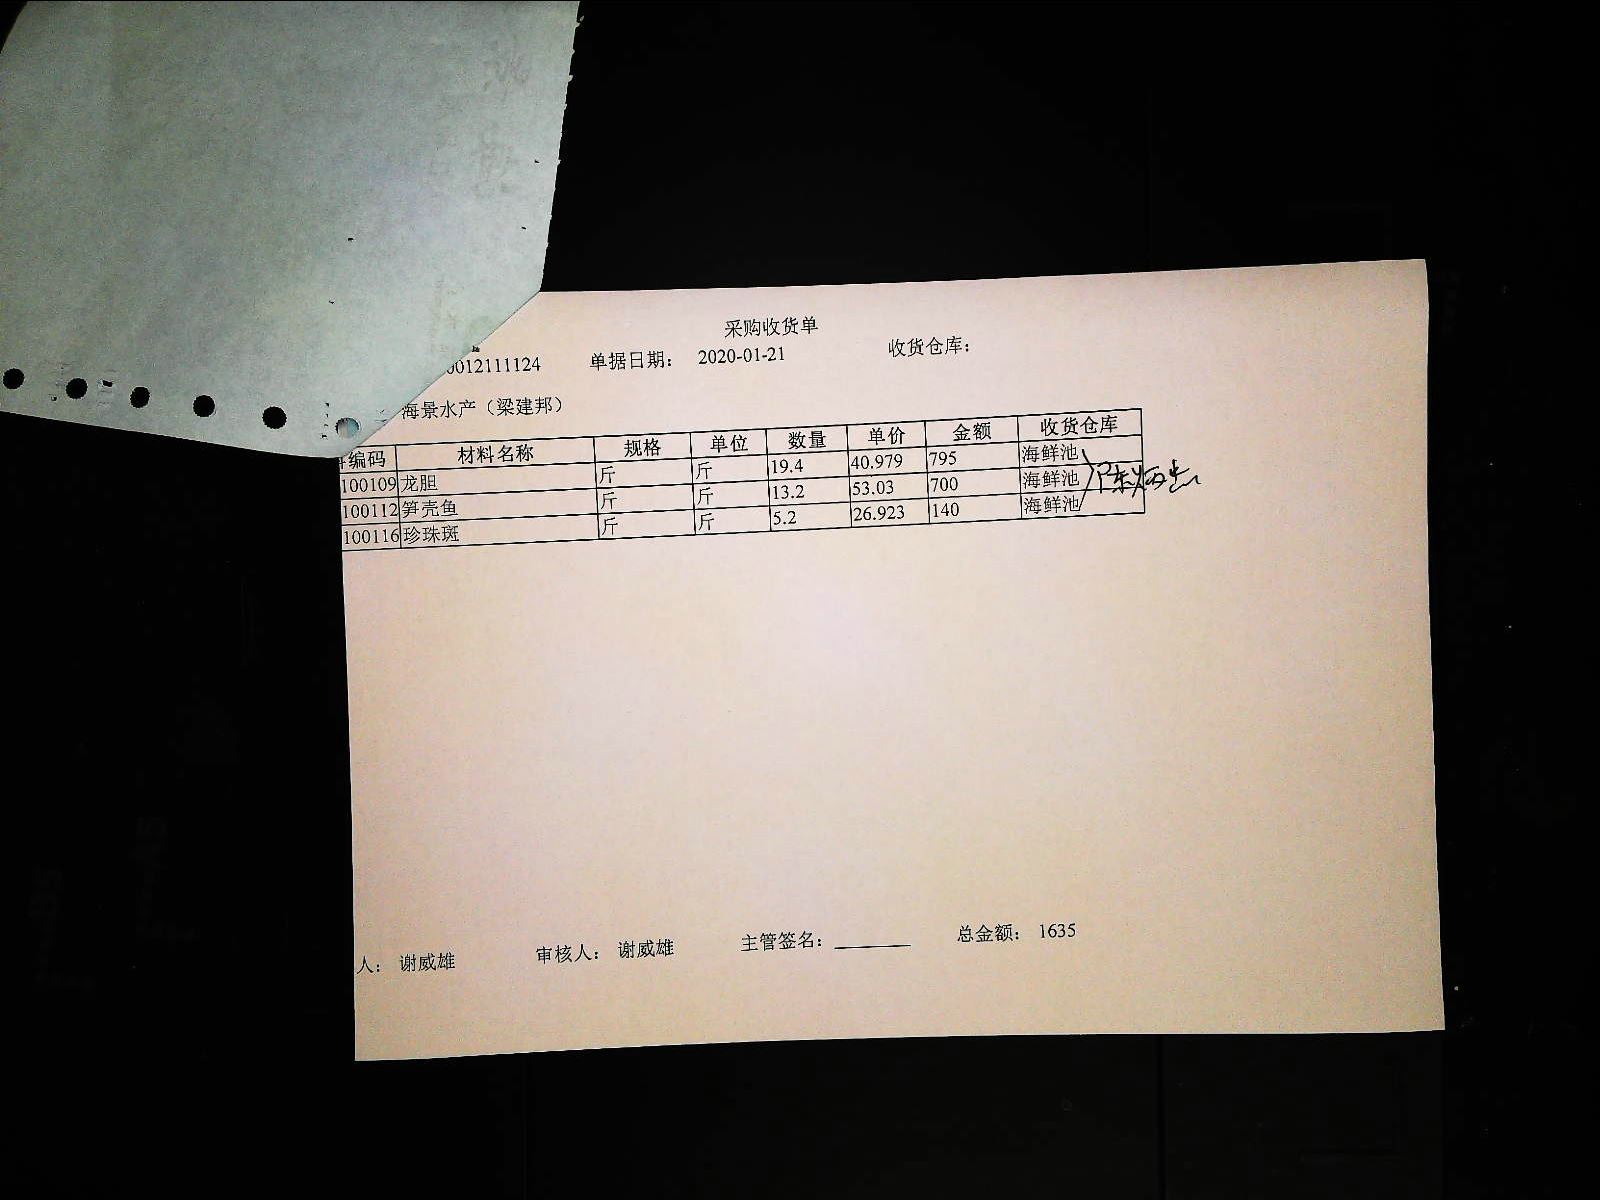 采购收货单
0012111124 单据日期： 2020-01-21 收货仓库：
海景水产（梁建邦）
编码 材料名称 规格 单位 数量 单价 金额 收货仓库
100109 龙胆 斤 斤 19.4 40.979 795 海鲜池
100112 笋壳鱼 斤 斤 13.2 53.03 700 海鲜池
100116 珍珠斑 斤 斤 5.2 26.923 140 海鲜池
人： 谢威雄 审核人： 谢威雄 主管签名： 总金额： 1635